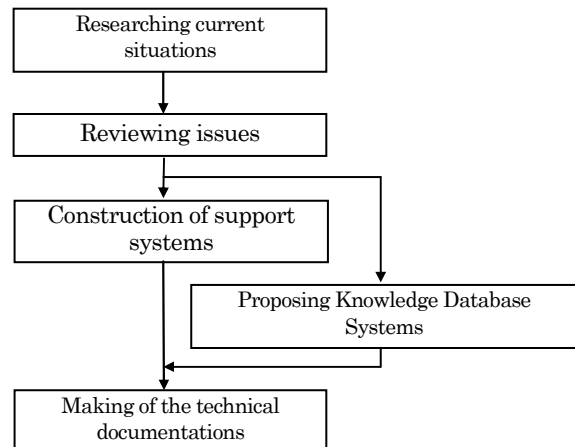 Researching current
situations
Reviewing issues
Construction of support
systems
Proposing Knowledge Database
Systems
Making of the technical
documentations